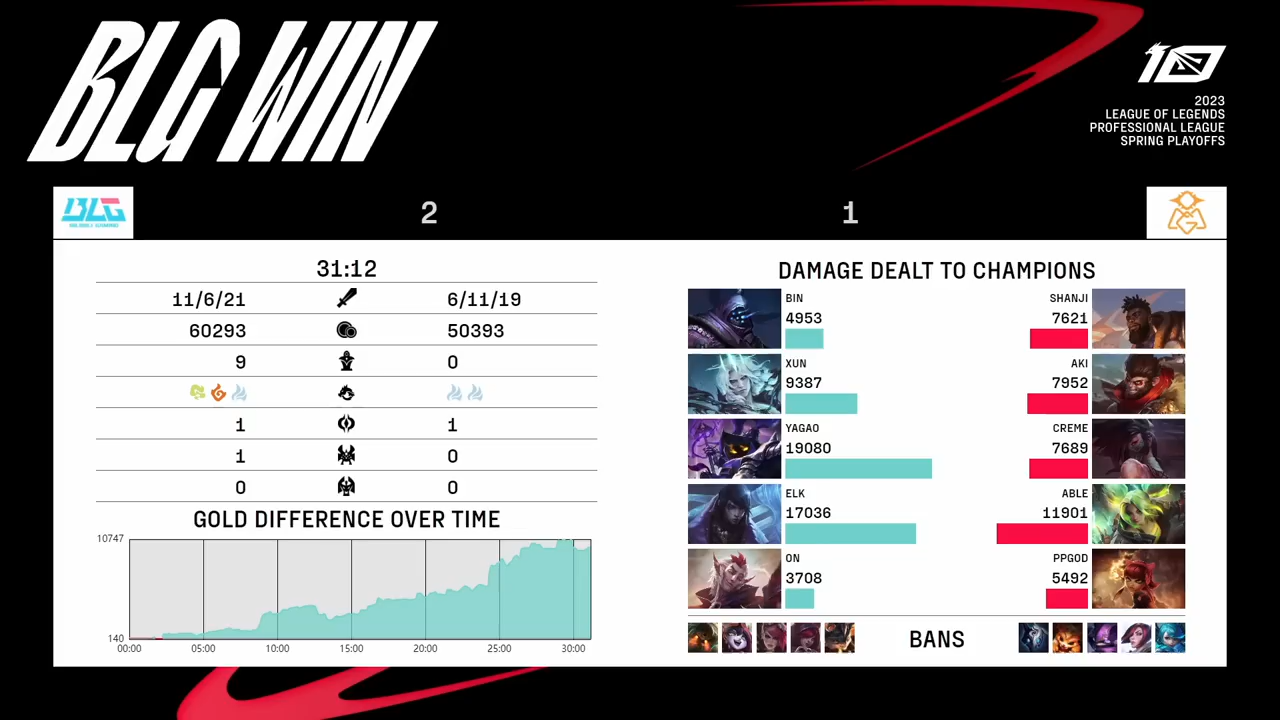 BLG WIN
10
2023
LEAGUE OF LEGENDS
PROFESSIONAL LEAGUE
SPRING PLAYOFFS
BLG
2
1
31:12
11/6/21
6/11/19
60293
50393
9
0
1
1
1
0
0
0
GOLD DIFFERENCE OVER TIME
10747
140
00:00
05:00
10:00
15:00
20:00
25:00
30:00
DAMAGE DEALT TO CHAMPIONS
BIN
4953
SHANJI
7621
XUN
9387
AKI
7952
YAGAO
19080
CREME
7689
ELK
17036
ABLE
11901
ON
3708
PPGOD
5492
BANS